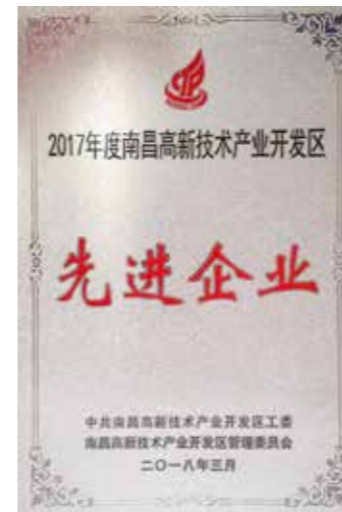 2017年度南昌高新技术产业开发区
先进企业
中共南昌高新技术产业开发区工委
南昌高新技术产业开发区管理委员会
二〇一八年三月